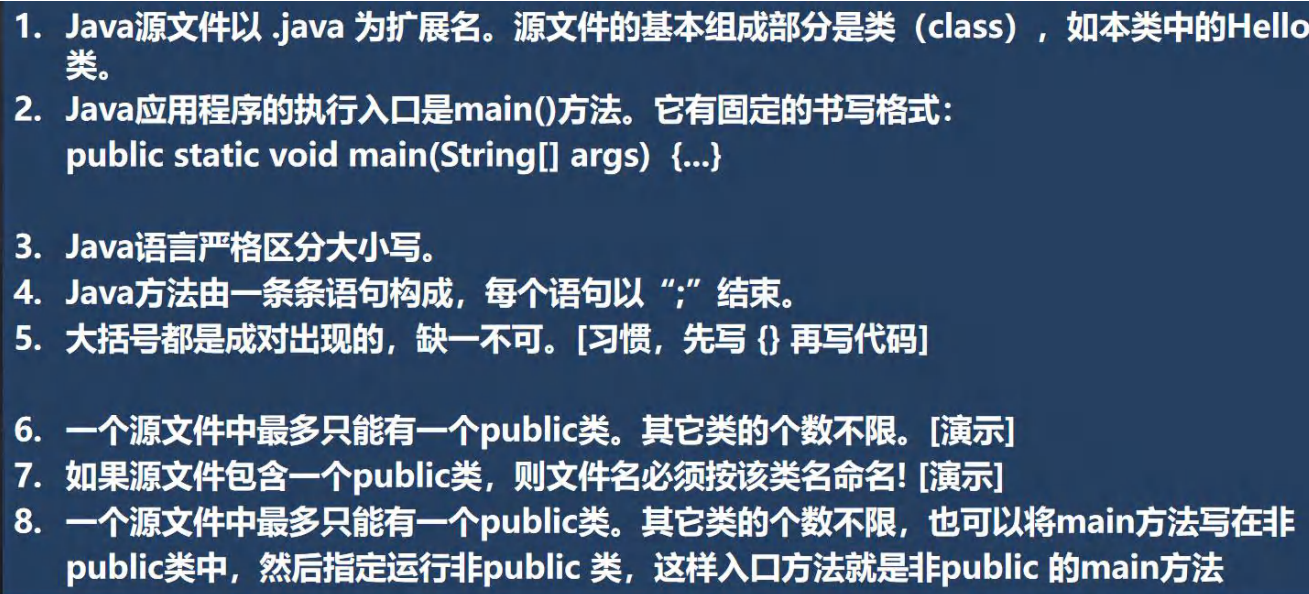 1. Java源文件以 .java 为扩展名。源文件的基本组成部分是类（class），如本类中的Hello
类。
2. Java应用程序的执行入口是main()方法。它有固定的书写格式：
public static void main(String[] args) {...}
3. Java语言严格区分大小写。
4. Java方法由一条条语句构成，每个语句以“;”结束。
5. 大括号都是成对出现的，缺一不可。[习惯，先写 {} 再写代码]
6. 一个源文件中最多只能有一个public类。其它类的个数不限。[演示]
7. 如果源文件包含一个public类，则文件名必须按该类名命名! [演示]
8. 一个源文件中最多只能有一个public类。其它类的个数不限，也可以将main方法写在非
public类中，然后指定运行非public 类，这样入口方法就是非public 的main方法